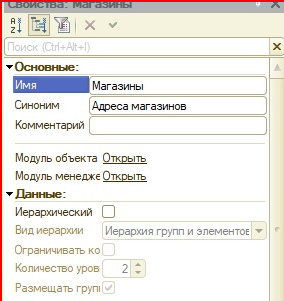 Свойства: Магазины
Поиск (Ctrl+Alt+I)
Основные:
Имя Магазины
Синоним Адреса магазинов
Комментарий
Модуль объекта Открыть
Модуль менедже Открыть
Данные:
Иерархический
Вид иерархии Иерархия групп и элементов
Ограничивать ко
Количество уров 2
Размещать групп